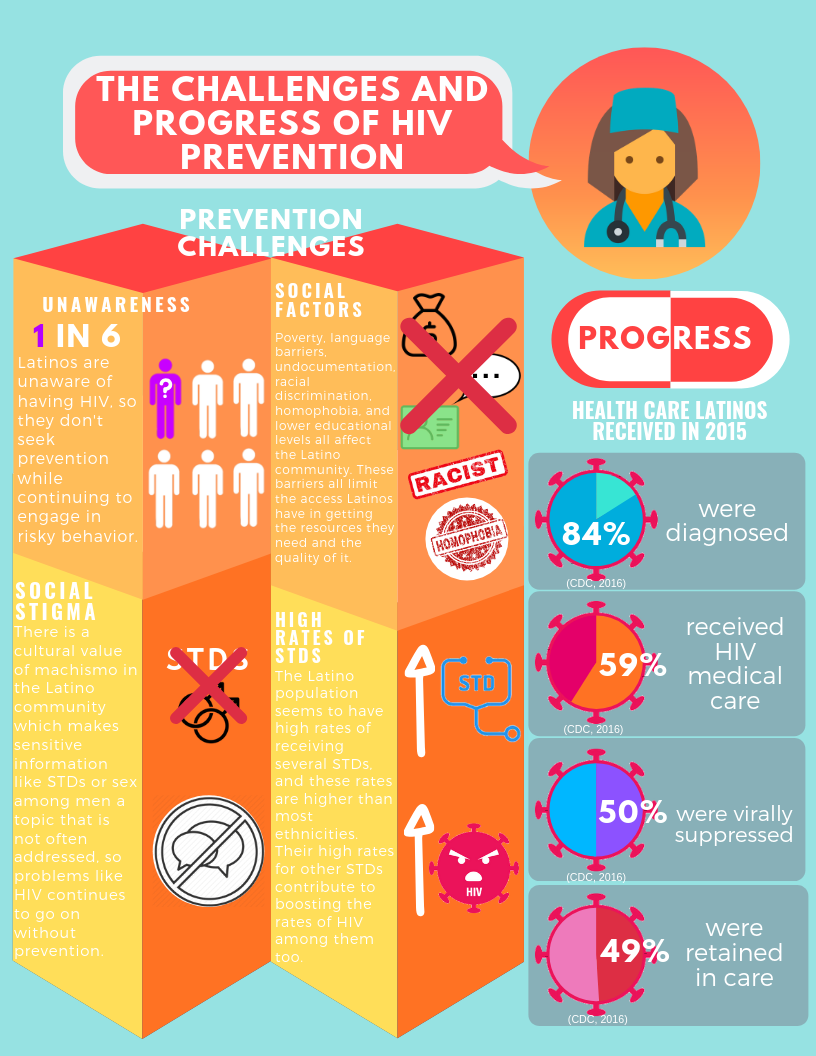 THE CHALLENGES AND
PROGRESS OF HIV
PREVENTION
PREVENTION
CHALLENGES
UNAWARENESS
1 IN 6
Latinos are
unaware of
having HIV, so
they don't
seek
prevention
while
continuing to
engage in
risky behavior.
?
SOCIAL
FACTORS
Poverty, language
barriers,
undocumentation,
racial
discrimination,
homophobia, and
lower educational
levels all affect
the Latino
community. These
barriers all limit
the access Latinos
have in getting
the resources they
need and the
quality of it.
$
...
RACIST
HOMOPHOBIA
SOCIAL
STIGMA
There is a
cultural value
of machismo in
the Latino
community
which makes
sensitive
information
like STDs or sex
among men a
topic that is
not often
addressed, so
problems like
HIV continues
to go on
without
prevention.
STDs
HIGH
RATES OF
STDS
The Latino
population
seems to have
high rates of
receiving
several STDs,
and these rates
are higher than
most
ethnicities.
Their high rates
for other STDs
contribute to
boosting the
rates of HIV
among them
too.
STD
HIV
PROGRESS
HEALTH CARE LATINOS
RECEIVED IN 2015
84%
were
diagnosed
(CDC, 2016)
59%
received
HIV
medical
care
(CDC, 2016)
50%
were virally
suppressed
(CDC, 2016)
49%
were
retained
in care
(CDC, 2016)